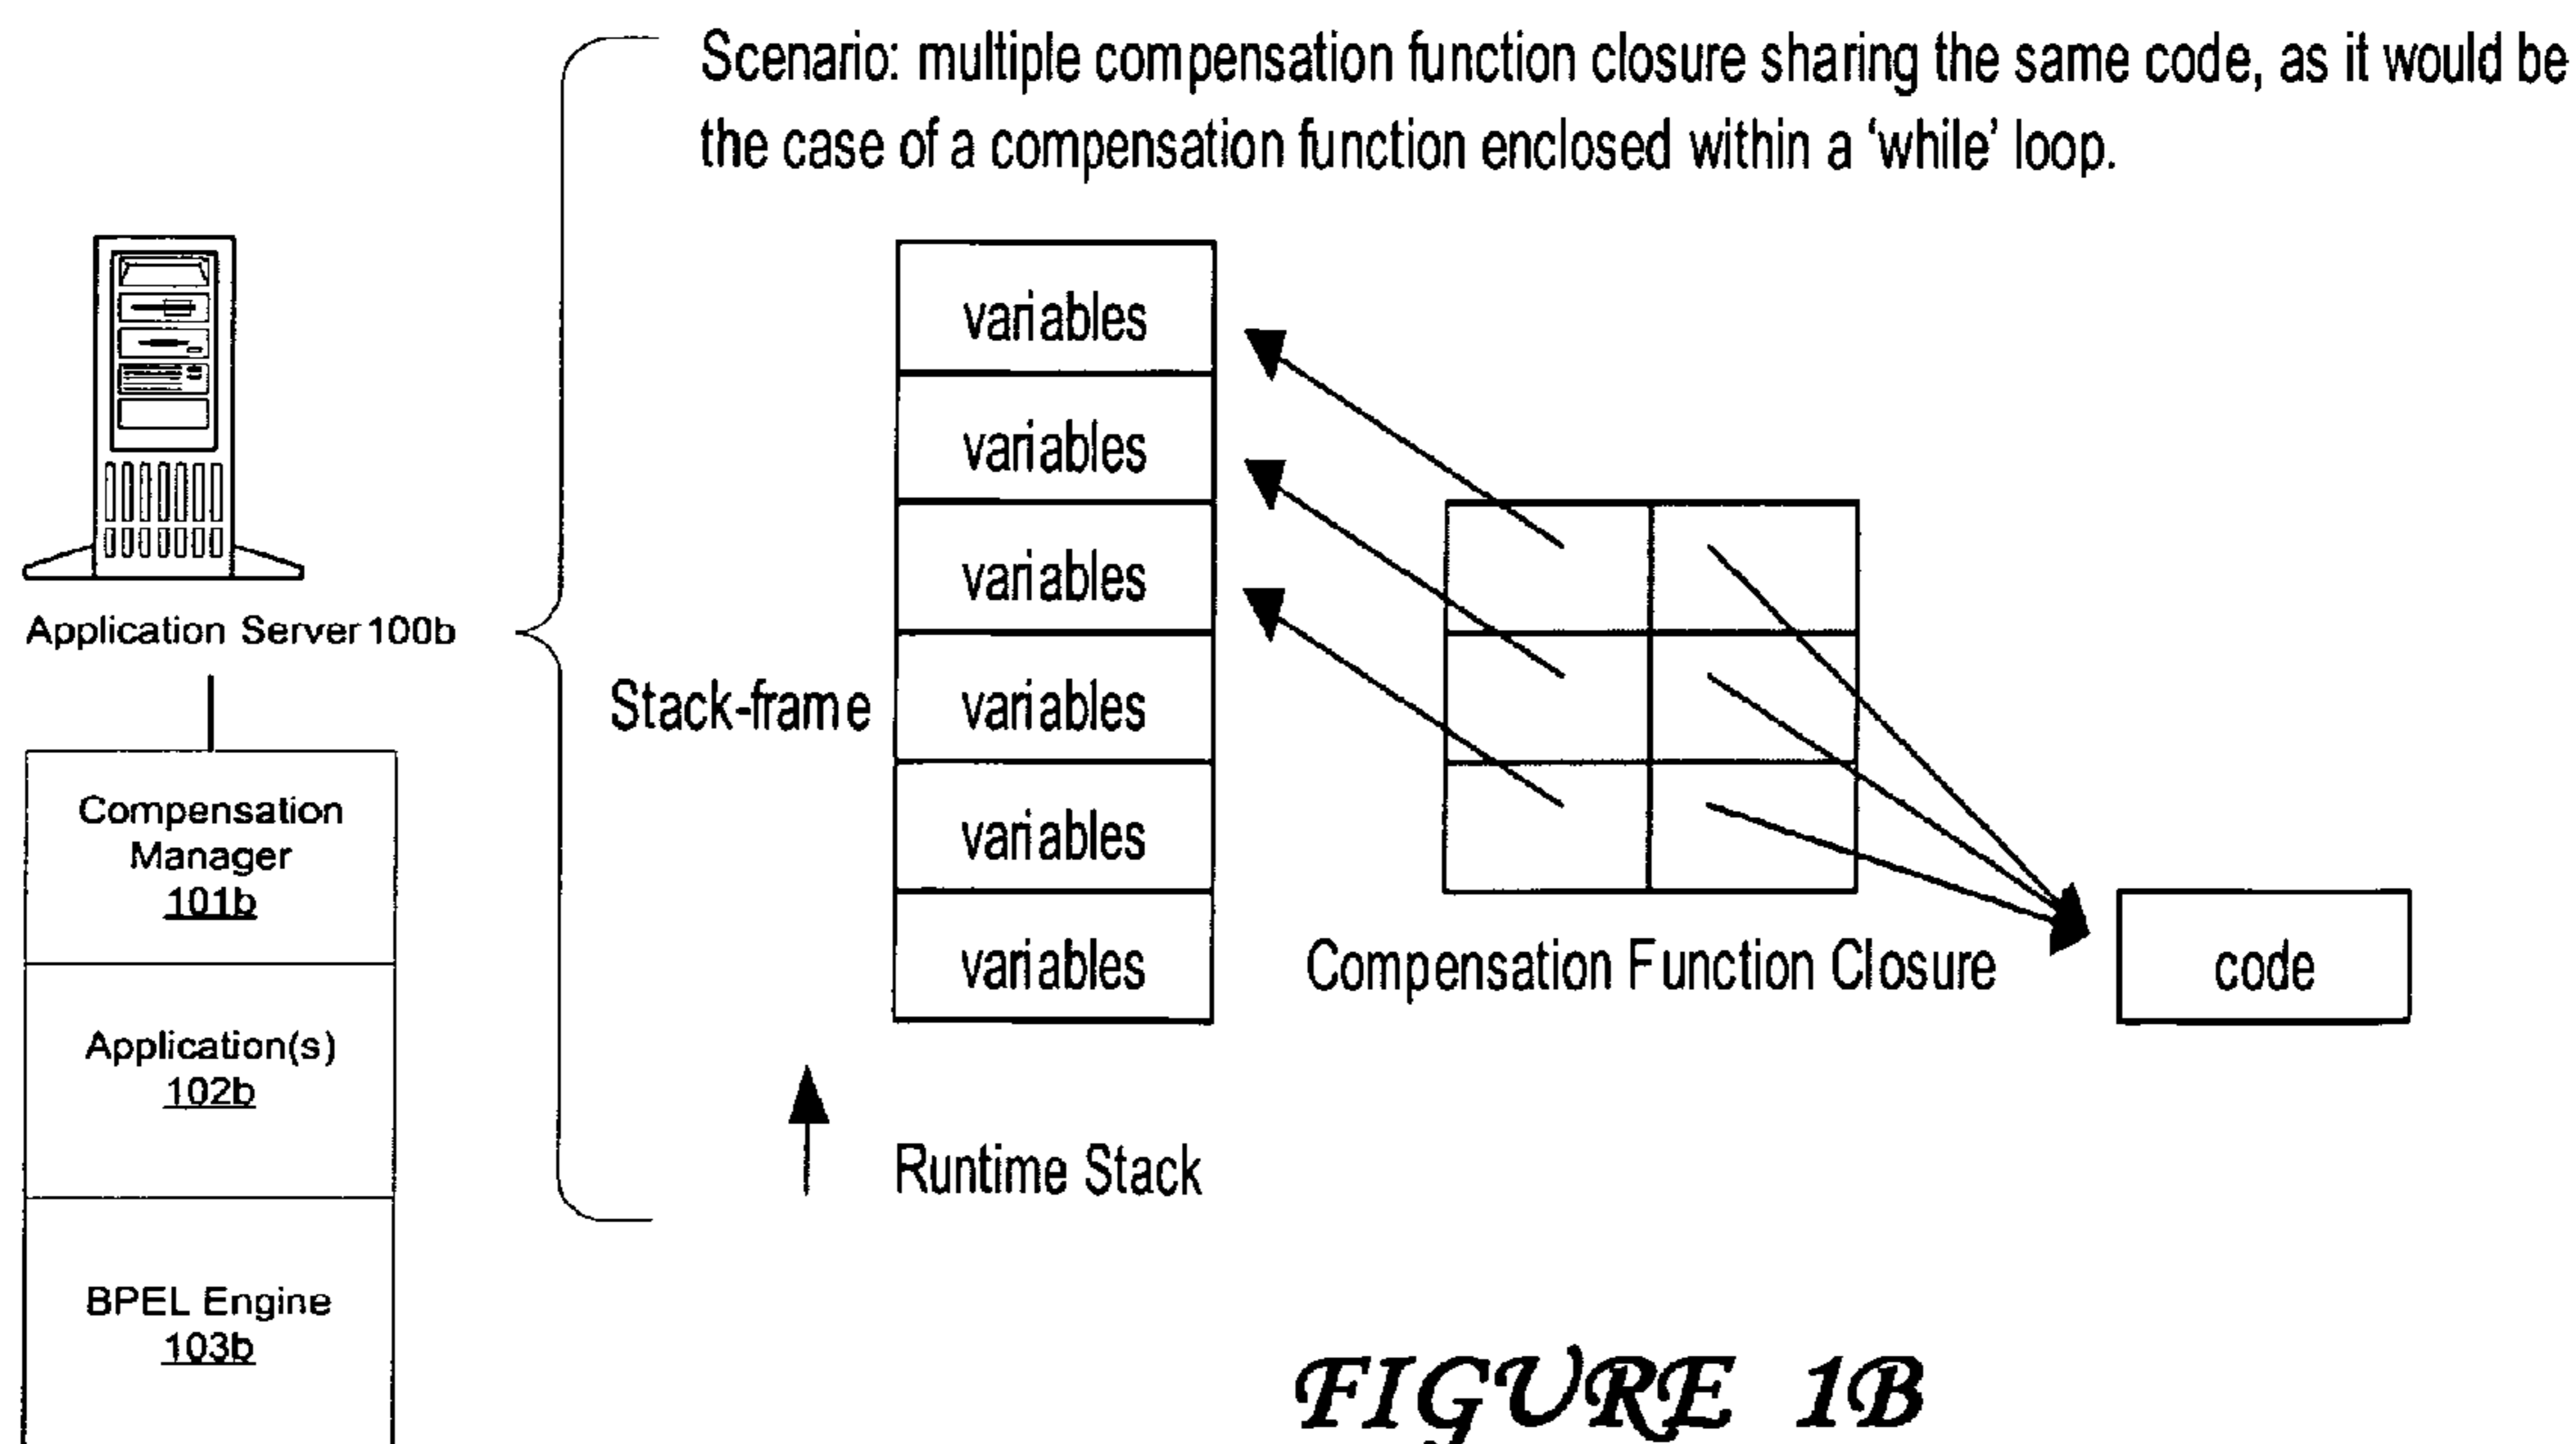 Scenario: multiple compensation function closure sharing the same code, as it would be
the case of a compensation function enclosed within a ‘while’ loop.
Application Server 100b
Compensation
Manager
101b
Application(s)
102b
BPEL Engine
103b
Stack-frame
variables
variables
variables
variables
variables
variables
Runtime Stack
Compensation Function Closure
code
FIGURE 1B